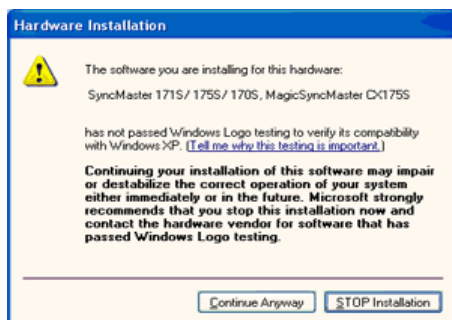 Hardware Installation
The software you are installing for this hardware:
SyncMaster 171S/ 175S/ 170S, MagicSyncMaster CX175S
has not passed Windows Logo testing to verify its compatibility
with Windows XP. (Tell me why this testing is important.)
Continuing your installation of this software may impair
or destabilize the correct operation of your system
either immediately or in the future. Microsoft strongly
recommends that you stop this installation now and
contact the hardware vendor for software that has
passed Windows Logo testing.
Continue Anyway
STOP Installation